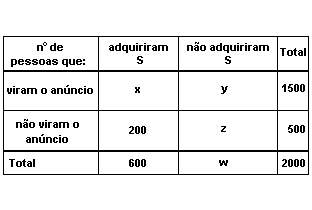 nº de pessoas que: adquiriram S não adquiriram S Total
viram o anúncio x y 1500
não viram o anúncio 200 z 500
Total 600 w 2000